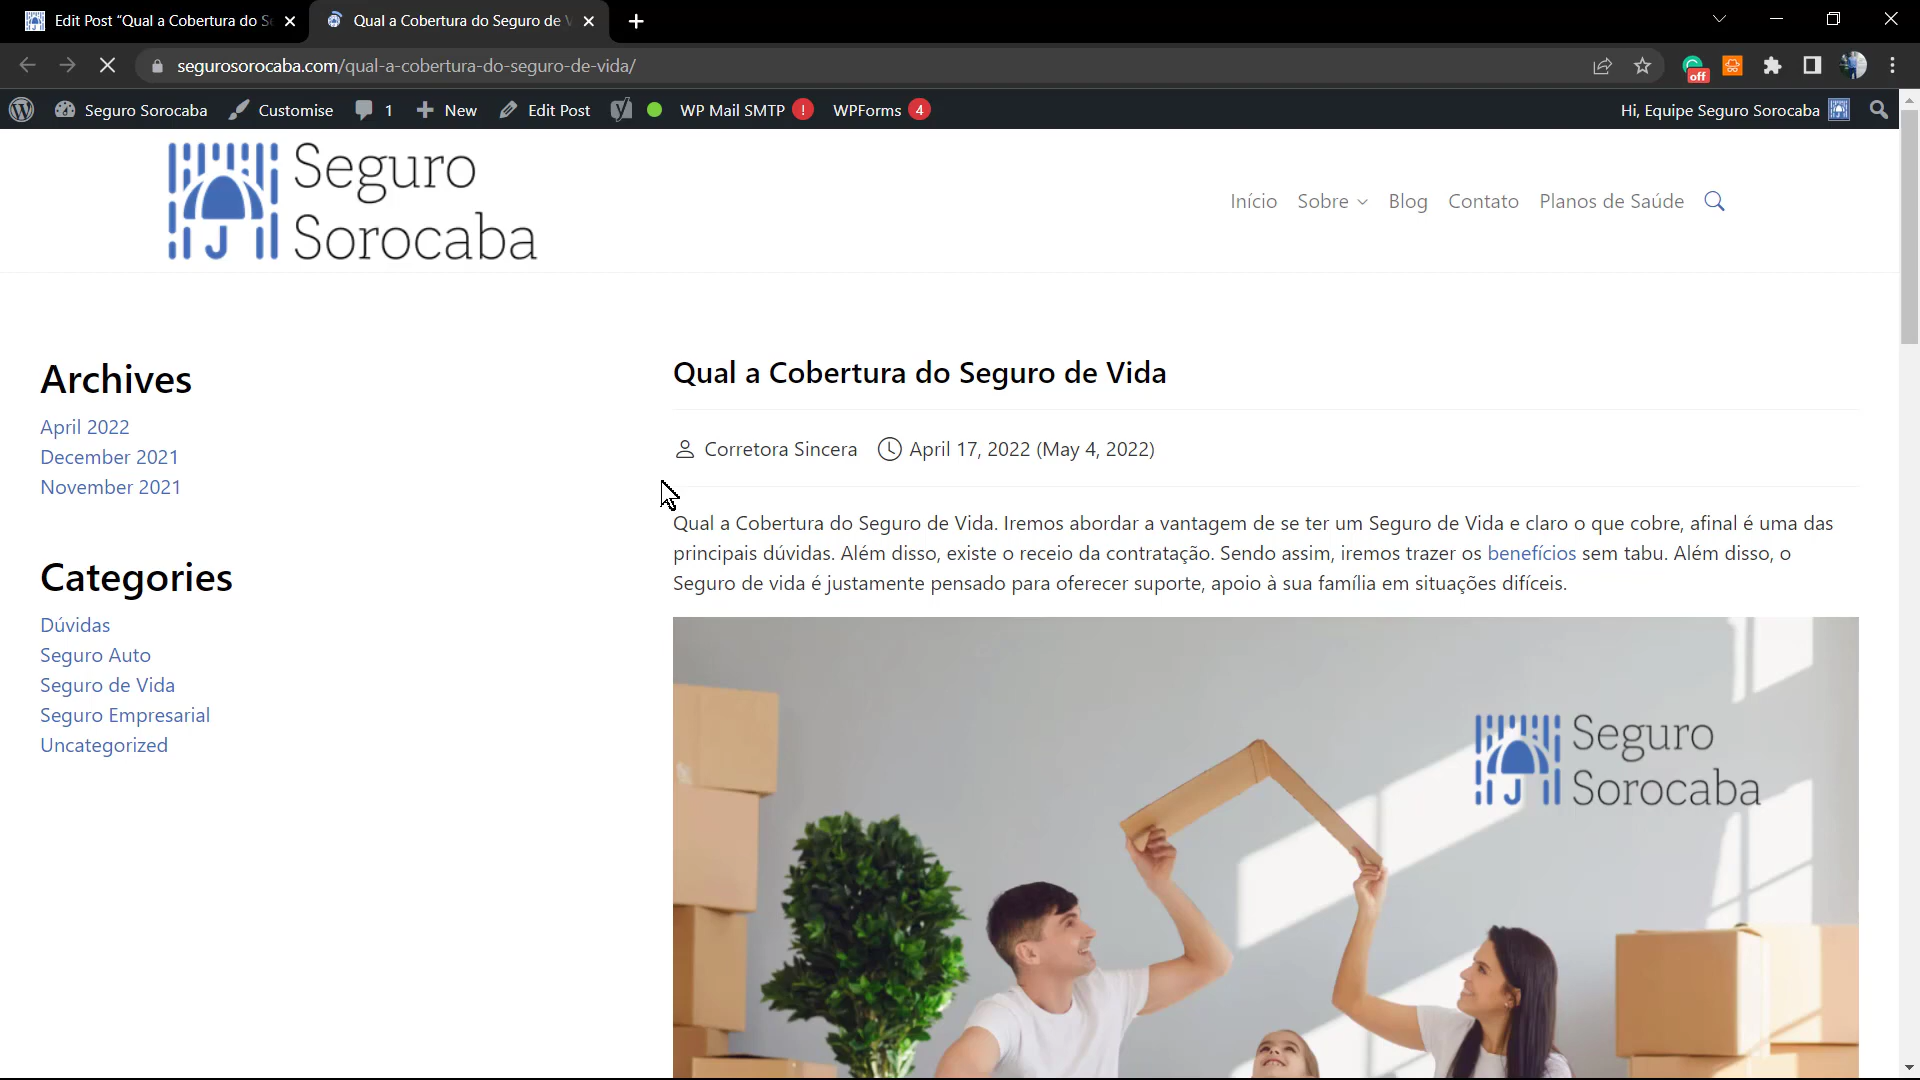 Edit Post “Qual a Cobertura do S
Qual a Cobertura do Seguro de V
segurosorocaba.com/qual-a-cobertura-do-seguro-de-vida/
off
Seguro Sorocaba
Customise
1
New
Edit Post
WP Mail SMTP !
WPForms 4
Hi, Equipe Seguro Sorocaba
Seguro
Sorocaba
Início
Sobre
Blog
Contato
Planos de Saúde
Archives
April 2022
December 2021
November 2021
Categories
Dúvidas
Seguro Auto
Seguro de Vida
Seguro Empresarial
Uncategorized
Qual a Cobertura do Seguro de Vida
Corretora Sincera
April 17, 2022 (May 4, 2022)
Qual a Cobertura do Seguro de Vida. Iremos abordar a vantagem de se ter um Seguro de Vida e claro o que cobre, afinal é uma das
principais dúvidas. Além disso, existe o receio da contratação. Sendo assim, iremos trazer os benefícios sem tabu. Além disso, o
Seguro de vida é justamente pensado para oferecer suporte, apoio à sua família em situações difíceis.
Seguro
Sorocaba